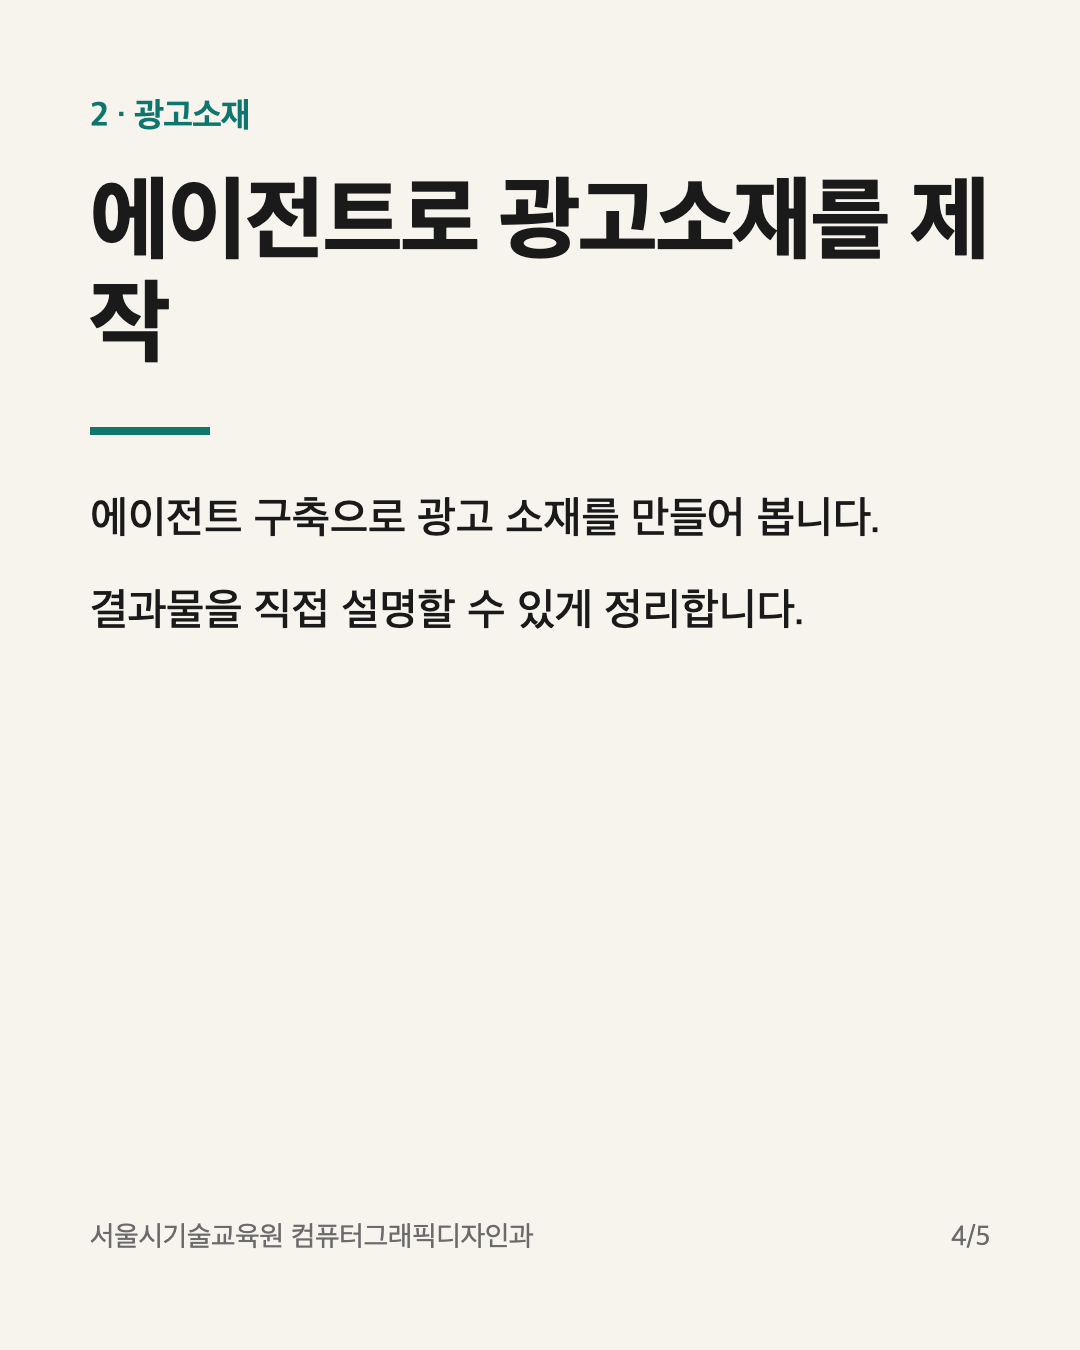 2 · 광고소재
에이전트로 광고소재를 제
작
에이전트 구축으로 광고 소재를 만들어 봅니다.
결과물을 직접 설명할 수 있게 정리합니다.
서울시기술교육원 컴퓨터그래픽디자인과
4/5